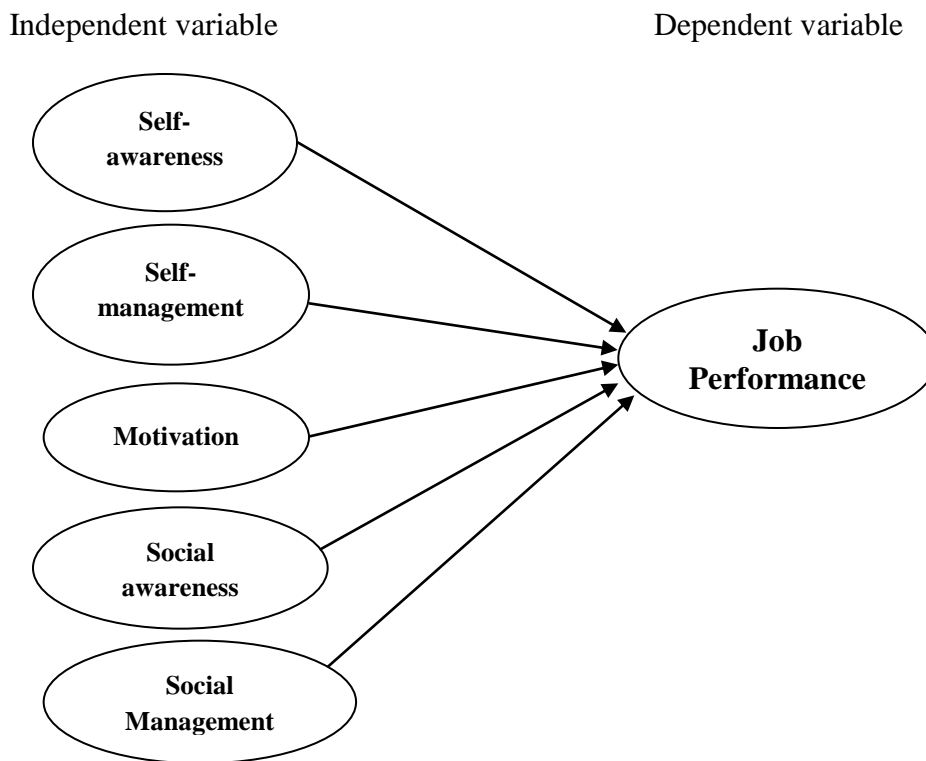 Independent variable
Dependent variable
Self-
awareness
Self-
management
Job
Performance
Motivation
Social
awareness
Social
Management